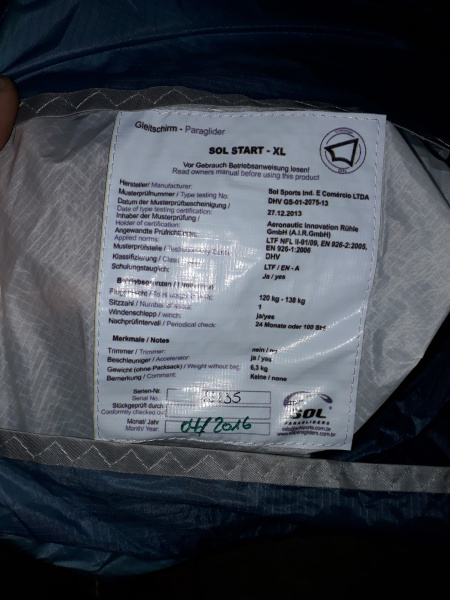 Gleitschirm - Paraglider
SOL START - XL
Vor Gebrauch Betriebsanweisung lesen!
Read owners manual before using this product
Hersteller/ Manufacturer: Sol Sports Ind. E Comércio LTDA
Musterprüfnummer / Type testing No: DHV GS-01-2075-13
Datum der Musterprüfbescheinigung /
Date of type testing certification: 27.12.2013
Inhaber der Musterprüfung / Aeronautic Innovation Rühle
Holder of certification: GmbH (A.I.R.GmbH)
Angewandte Prüfrichtlinien LTF NFL II-91/09, EN 926-2:2005,
Applied norms: EN 926-1:2006
Musterprüfstelle / DHV
Klassifizierung / LTF / EN - A
Schulungstauglich: Ja / yes
120 kg - 138 kg
Sitzzahl / Number of 1
Windenschlepp / winch: ja/yes
Nachprüfintervall / Periodical check: 24 Monate oder 100
Merkmale / Notes
Trimmer / Trimmer: nein /
Beschleuniger / Accelerator: ja / yes
Gewicht (ohne Packsack) / Weight without bag: 6,3 kg
Bemerkung / Comment: Keine / none
Serien-Nr.
Serial No.
Stückgeprüft durch
Conformity checked
Monat/ Jahr
Month/ Year: 04/2016
SOL
PARAGLIDERS